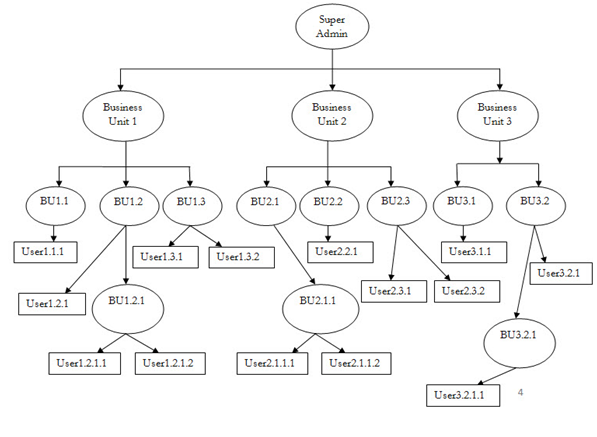 Super
Admin
Business
Unit 1
Business
Unit 2
Business
Unit 3
BU1.1
BU1.2
BU1.3
BU2.1
BU2.2
BU2.3
BU3.1
BU3.2
User1.1.1
User1.3.1
User1.3.2
User2.2.1
User3.1.1
User3.2.1
User1.2.1
BU1.2.1
BU2.1.1
User2.3.1
User2.3.2
BU3.2.1
User1.2.1.1
User1.2.1.2
User2.1.1.1
User2.1.1.2
User3.2.1.1
4